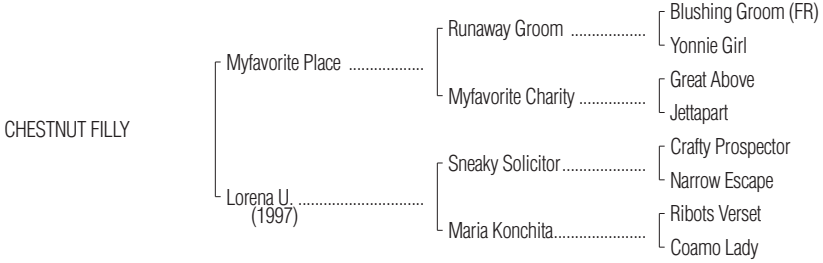 Blushing Groom (FR)
Runaway Groom ..................
Yonnie Girl
Myfavorite Place ..................
Great Above
Myfavorite Charity ................
Jettapart
CHESTNUT FILLY
Crafty Prospector
Sneaky Solicitor....................
Narrow Escape
Lorena U. ..............................
(1997)
Ribots Verset
Maria Konchita......................
Coamo Lady